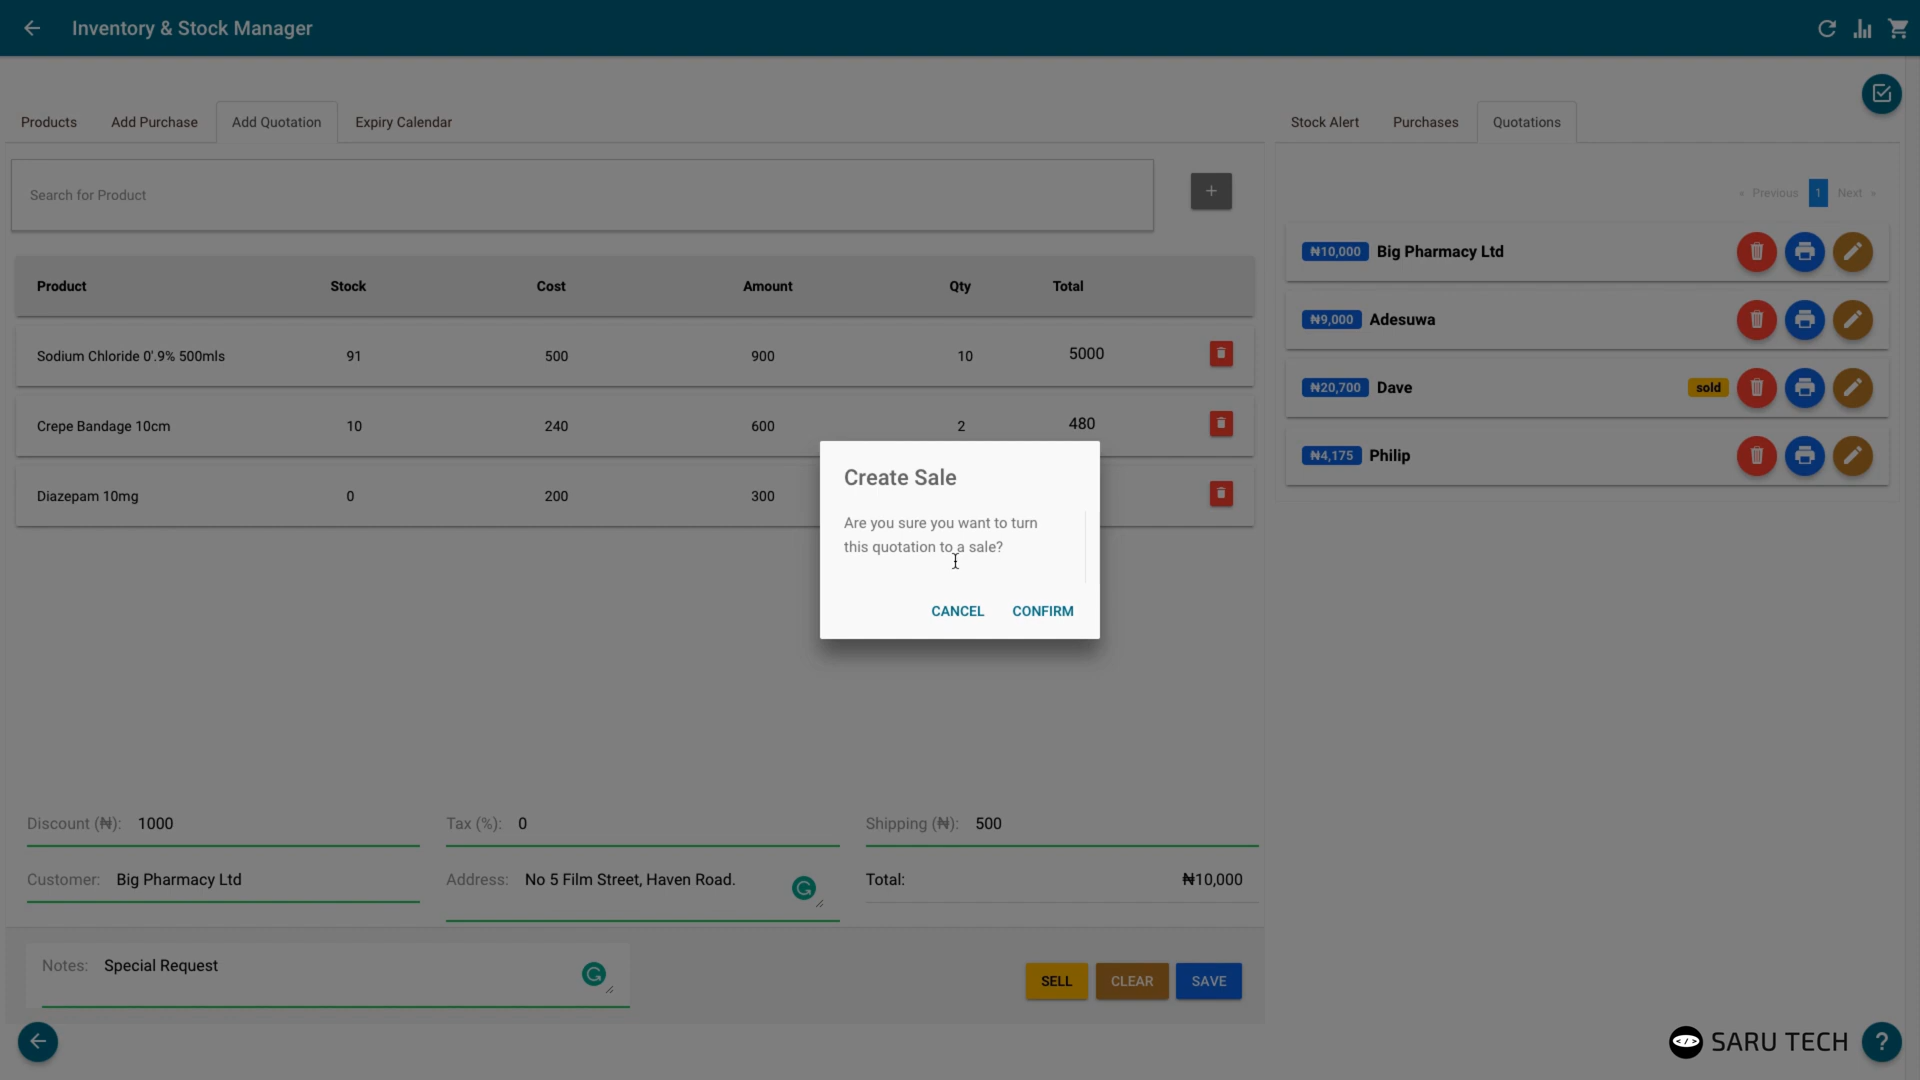 Inventory & Stock Manager
Products Add Purchase Add Quotation Expiry Calendar
Search for Product
+
Product Stock Cost Amount Qty Total
Sodium Chloride 0'.9% 500mls 91 500 900 10 5000
Crepe Bandage 10cm 10 240 600 2 480
Diazepam 10mg 0 200 300
Create Sale
Are you sure you want to turn
this quotation to a sale?
CANCEL CONFIRM
Discount (₦): 1000 Tax (%): 0 Shipping (₦): 500
Customer: Big Pharmacy Ltd Address: No 5 Film Street, Haven Road. Total: ₦10,000
Notes: Special Request
SELL CLEAR SAVE
Stock Alert Purchases Quotations
« Previous 1 Next »
₦10,000 Big Pharmacy Ltd
₦9,000 Adesuwa
₦20,700 Dave sold
₦4,175 Philip
</> SARU TECH ?